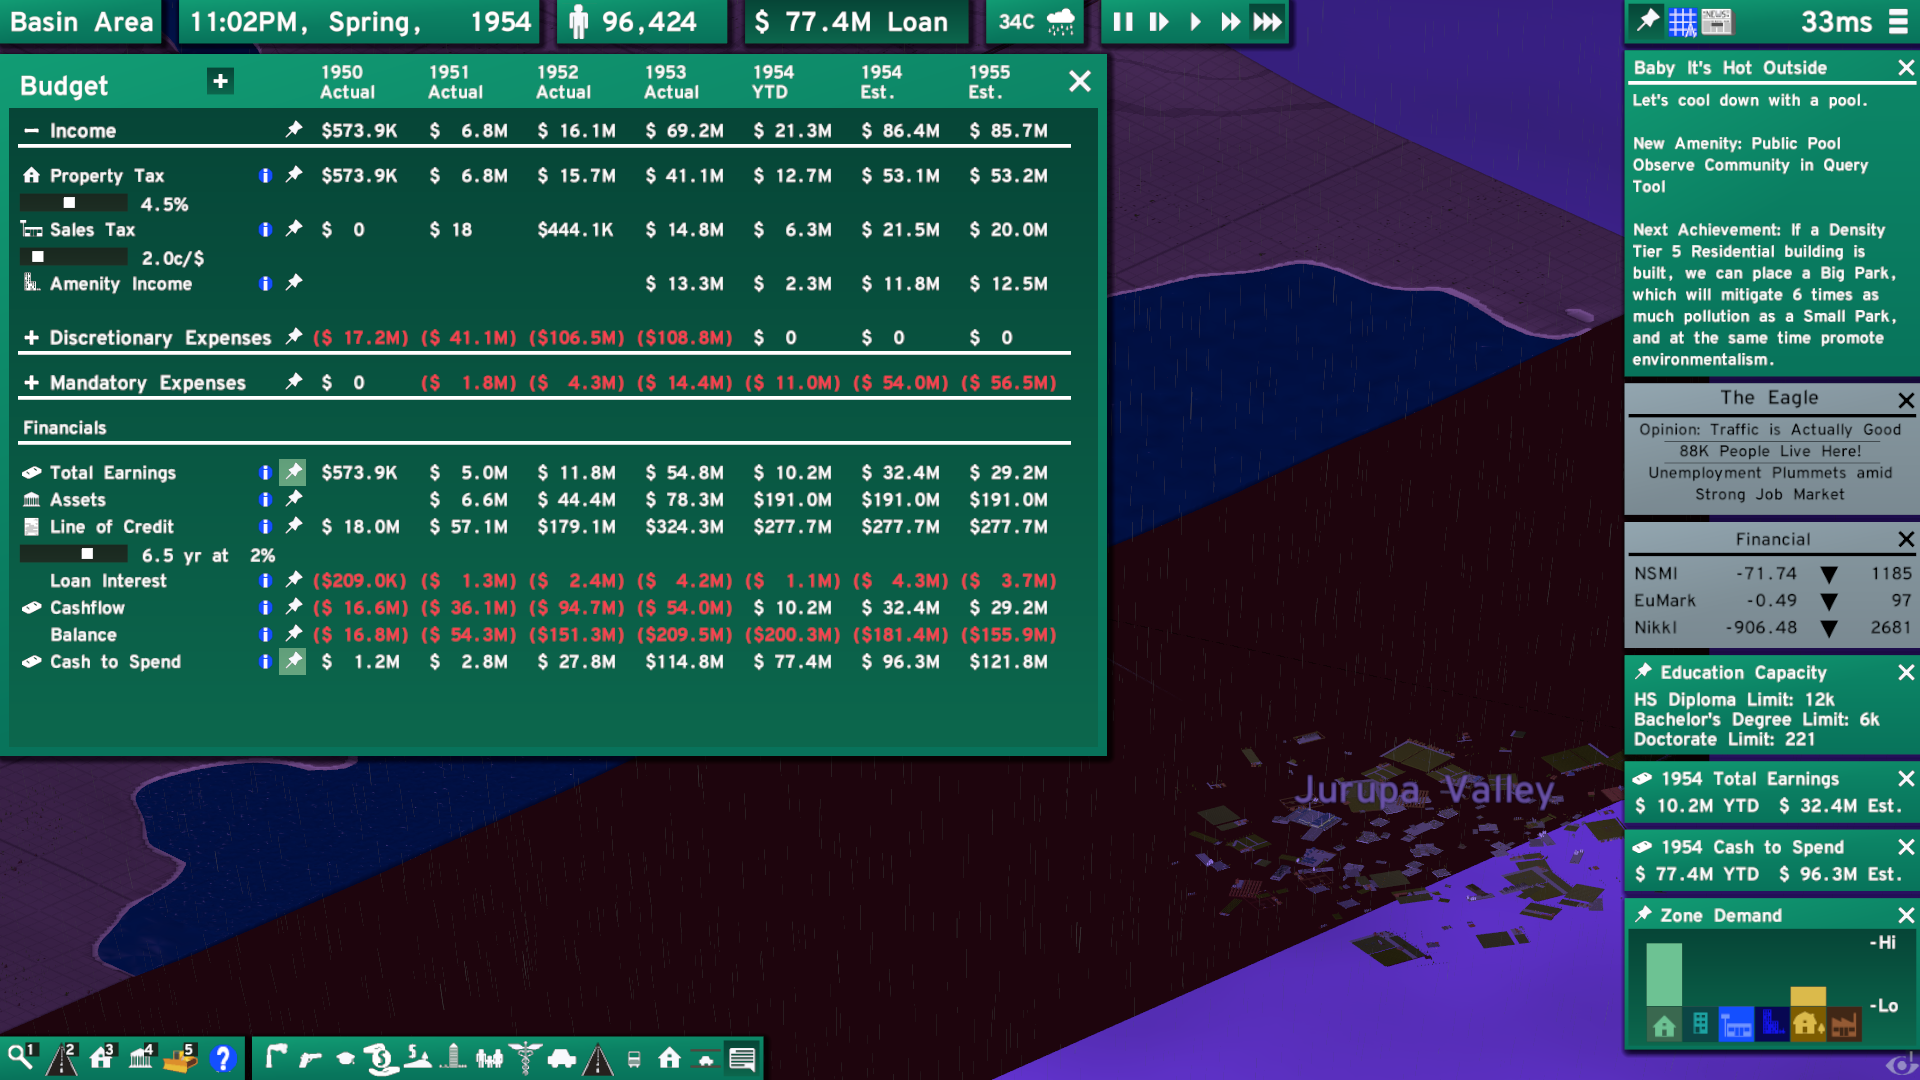 Basin Area
11:02PM, Spring, 1954
96,424
$ 77.4M Loan
34C
33ms
Budget + 1950 Actual 1951 Actual 1952 Actual 1953 Actual 1954 YTD 1954 Est. 1955 Est.
Income $573.9K $ 6.8M $ 16.1M $ 69.2M $ 21.3M $ 86.4M $ 85.7M
Property Tax $573.9K $ 6.8M $ 15.7M $ 41.1M $ 12.7M $ 53.1M $ 53.2M
4.5%
Sales Tax $ 0 $ 18 $444.1K $ 14.8M $ 6.3M $ 21.5M $ 20.0M
2.0c/$
Amenity Income $ 13.3M $ 2.3M $ 11.8M $ 12.5M
+ Discretionary Expenses ($ 17.2M) ($ 41.1M) ($106.5M) ($108.8M) $ 0 $ 0 $ 0
+ Mandatory Expenses $ 0 ($ 1.8M) ($ 4.3M) ($ 14.4M) ($ 11.0M) ($ 54.0M) ($ 56.5M)
Financials
Total Earnings $573.9K $ 5.0M $ 11.8M $ 54.8M $ 10.2M $ 32.4M $ 29.2M
Assets $ 6.6M $ 44.4M $ 78.3M $191.0M $191.0M $191.0M
Line of Credit $ 18.0M $ 57.1M $179.1M $324.3M $277.7M $277.7M $277.7M
6.5 yr at 2%
Loan Interest ($209.0K) ($ 1.3M) ($ 2.4M) ($ 4.2M) ($ 1.1M) ($ 4.3M) ($ 3.7M)
Cashflow ($ 16.6M) ($ 36.1M) ($ 94.7M) ($ 54.0M) $ 10.2M $ 32.4M $ 29.2M
Balance ($ 16.8M) ($ 54.3M) ($151.3M) ($209.5M) ($200.3M) ($181.4M) ($155.9M)
Cash to Spend $ 1.2M $ 2.8M $ 27.8M $114.8M $ 77.4M $ 96.3M $121.8M
Jurupa Valley
Baby It's Hot Outside
Let's cool down with a pool.
New Amenity: Public Pool
Observe Community in Query
Tool
Next Achievement: If a Density
Tier 5 Residential building is
built, we can place a Big Park,
which will mitigate 6 times as
much pollution as a Small Park,
and at the same time promote
environmentalism.
The Eagle
Opinion: Traffic is Actually Good
88K People Live Here!
Unemployment Plummets amid
Strong Job Market
Financial
NSMI -71.74 ▼ 1185
EuMark -0.49 ▼ 97
NikkI -906.48 ▼ 2681
Education Capacity
HS Diploma Limit: 12k
Bachelor's Degree Limit: 6k
Doctorate Limit: 221
1954 Total Earnings
$ 10.2M YTD $ 32.4M Est.
1954 Cash to Spend
$ 77.4M YTD $ 96.3M Est.
Zone Demand
-Hi
-Lo
1 2 3 4 5 ?